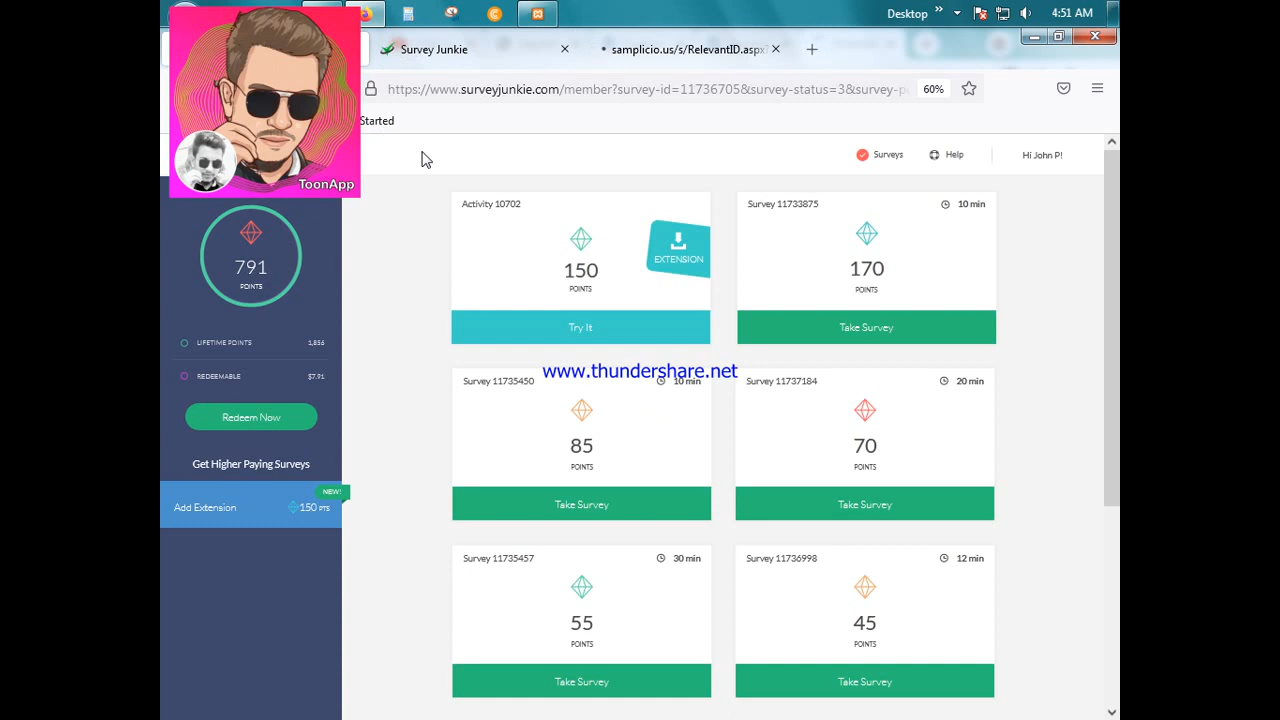 Desktop
»
4:51 AM
Survey Junkie
samplicio.us/s/RelevantID.aspx?
https://www.surveyjunkie.com/member?survey-id=11736705&survey-status=3&survey-p
60%
Started
ToonApp
Surveys
Help
Hi John P!
791
POINTS
LIFETIME POINTS 1,856
REDEEMABLE $7.91
Redeem Now
Get Higher Paying Surveys
NEW!
Add Extension 150 PTS
Activity 10702
150
POINTS
EXTENSION
Try It
Survey 11733875 10 min
170
POINTS
Take Survey
www.thundershare.net
Survey 11735450 10 min
85
POINTS
Take Survey
Survey 11737184 20 min
70
POINTS
Take Survey
Survey 11735457 30 min
55
POINTS
Take Survey
Survey 11736998 12 min
45
POINTS
Take Survey